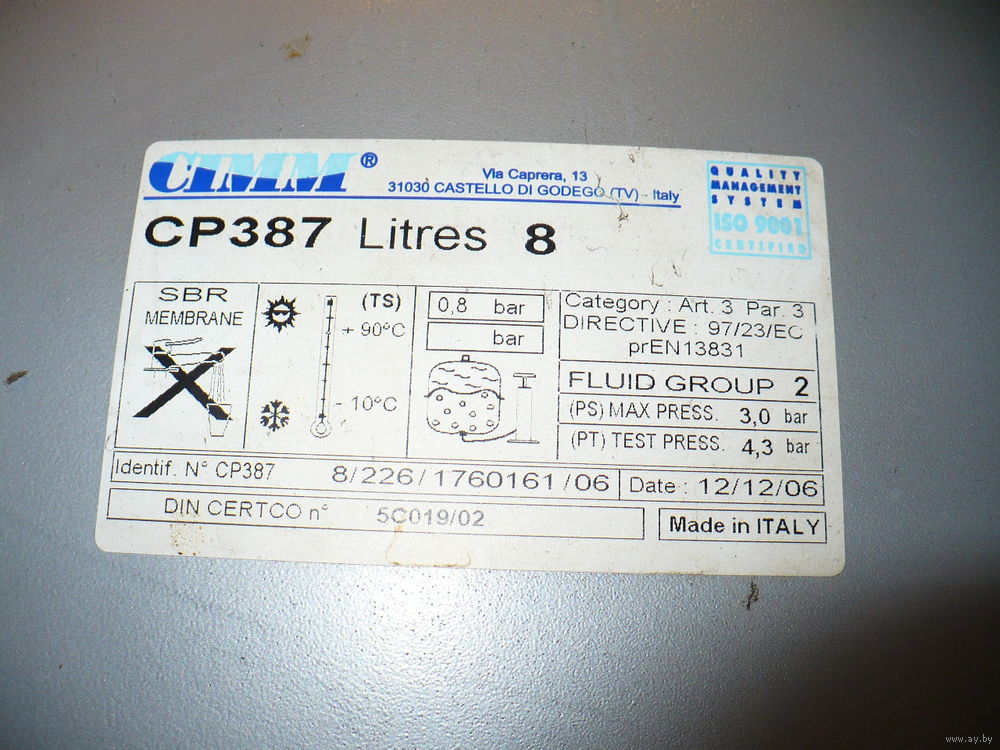 CIMM®
Via Caprera, 13
31030 CASTELLO DI GODEGO (TV) - Italy
QUALITY
MANAGEMENT
SYSTEM
ISO 9001
CERTIFIED
CP387 Litres 8
SBR
MEMBRANE
(TS)
+ 90°C
- 10°C
0,8 bar
bar
Category : Art. 3 Par. 3
DIRECTIVE : 97/23/EC
prEN13831
FLUID GROUP 2
(PS) MAX PRESS. 3,0 bar
(PT) TEST PRESS. 4,3 bar
Identif. N° CP387 8/226/1760161/06 Date : 12/12/06
DIN CERTCO n° 5C019/02
Made in ITALY
www.ay.by